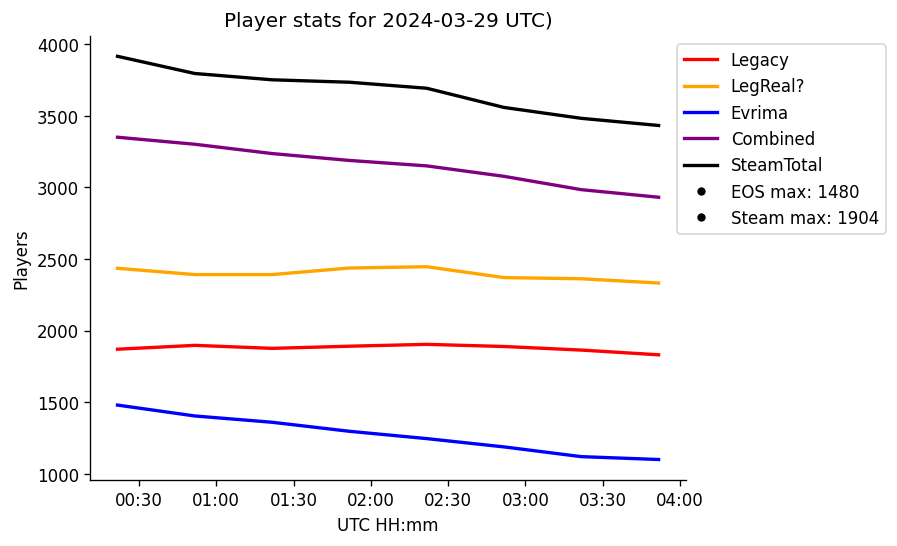 Player stats for 2024-03-29 UTC)
4000
3500
3000
2500
2000
1500
1000
Players
00:30 01:00 01:30 02:00 02:30 03:00 03:30 04:00
UTC HH:mm
Legacy
LegReal?
Evrima
Combined
SteamTotal
EOS max: 1480
Steam max: 1904